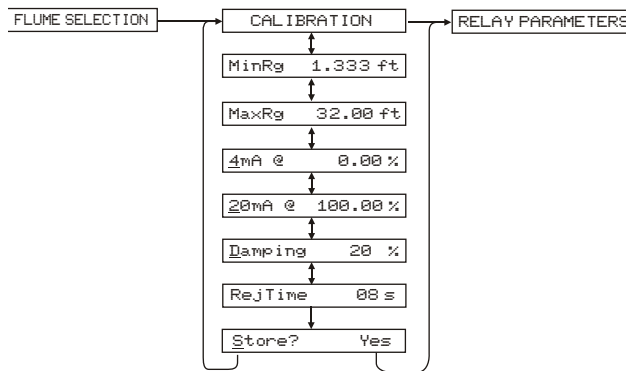 FLUME SELECTION
CALIBRATION
RELAY PARAMETERS
MinRg 1.333 ft
MaxRg 32.00 ft
4mA @ 0.00 %
20mA @ 100.00 %
Damping 20 %
RejTime 08 s
Store? Yes